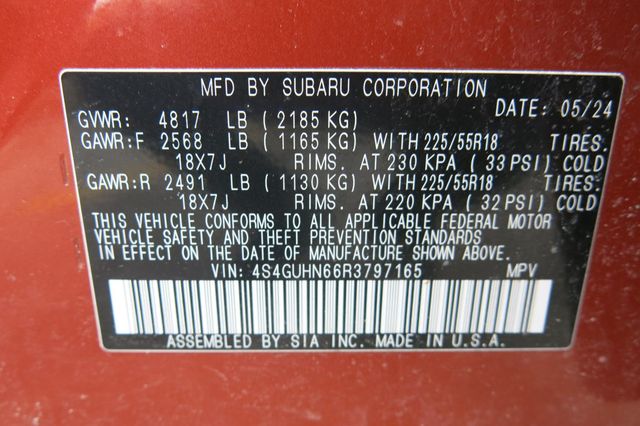 MFD BY SUBARU CORPORATION
DATE: 05/24
GVWR: 4817 LB (2185 KG)
GAWR:F 2568 LB (1165 KG) WITH 225/55R18 TIRES.
18X7J RIMS. AT 230 KPA (33 PSI) COLD
GAWR:R 2491 LB (1130 KG) WITH 225/55R18 TIRES.
18X7J RIMS. AT 220 KPA (32 PSI) COLD
THIS VEHICLE CONFORMS TO ALL APPLICABLE FEDERAL MOTOR
VEHICLE SAFETY AND THEFT PREVENTION STANDARDS
IN EFFECT ON THE DATE OF MANUFACTURE SHOWN ABOVE.
VIN: 4S4GUHN66R3797165 MPV
ASSEMBLED BY SIA INC. MADE IN U.S.A.